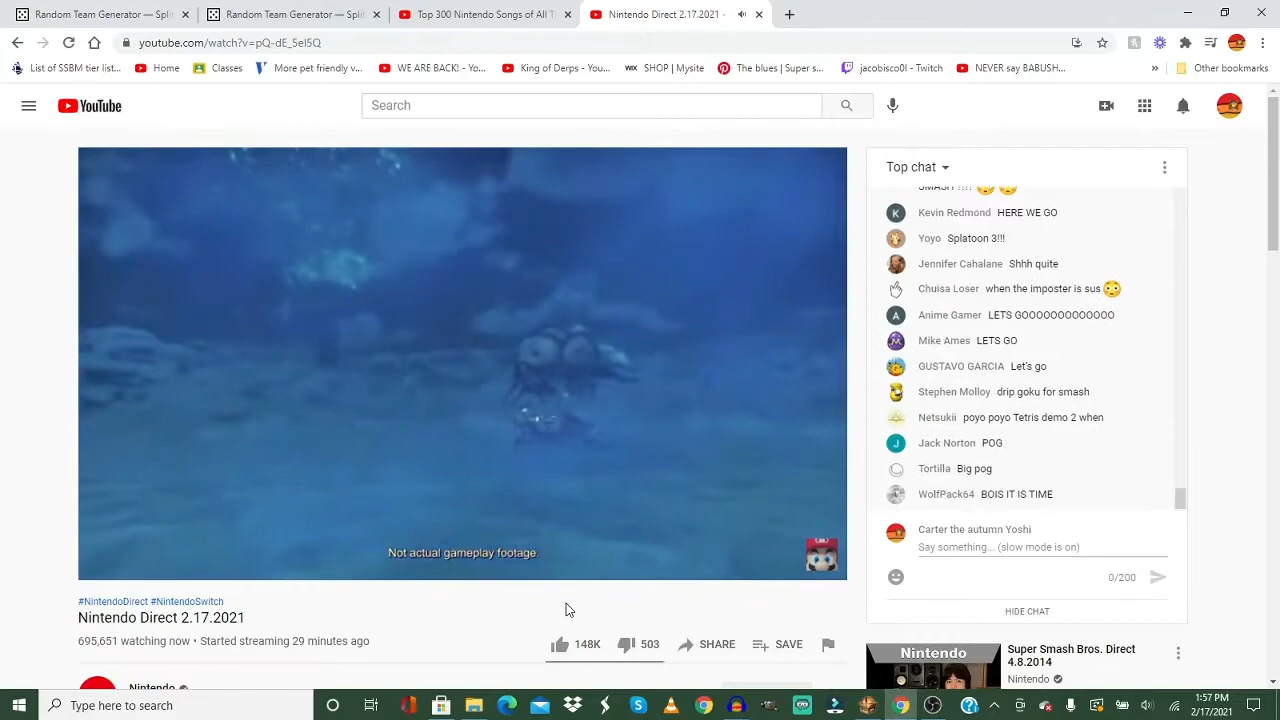 Random Team Generator — Split
Random Team Generator — Split
Top 300 Nintendo Songs of All T
Nintendo Direct 2.17.2021 -
youtube.com/watch?v=pQ-dE_5eI5Q
List of SSBM tier list...
Home
Classes
More pet friendly v...
WE ARE BACK! - Yo...
King of Derps - You...
WIX SHOP | Mysite
The blues | Super s...
jacobisco0l - Twitch
NEVER say BABUSH...
»
Other bookmarks
YouTube
Search
Top chat
SMASH !!!!
Kevin Redmond HERE WE GO
Yoyo Splatoon 3!!!
Jennifer Cahalane Shhh quite
Chuisa Loser when the imposter is sus
Anime Gamer LETS GOOOOOOOOOOOOO
Mike Ames LETS GO
GUSTAVO GARCIA Let's go
Stephen Molloy drip goku for smash
Netsukii poyo poyo Tetris demo 2 when
Jack Norton POG
Tortilla Big pog
WolfPack64 BOIS IT IS TIME
Carter the autumn Yoshi
Say something... (slow mode is on)
0/200
HIDE CHAT
Not actual gameplay footage.
#NintendoDirect #NintendoSwitch
Nintendo Direct 2.17.2021
695,651 watching now • Started streaming 29 minutes ago
148K
503
SHARE
SAVE
Nintendo
Nintendo
Super Smash Bros. Direct
4.8.2014
Nintendo
Type here to search
1:57 PM
2/17/2021